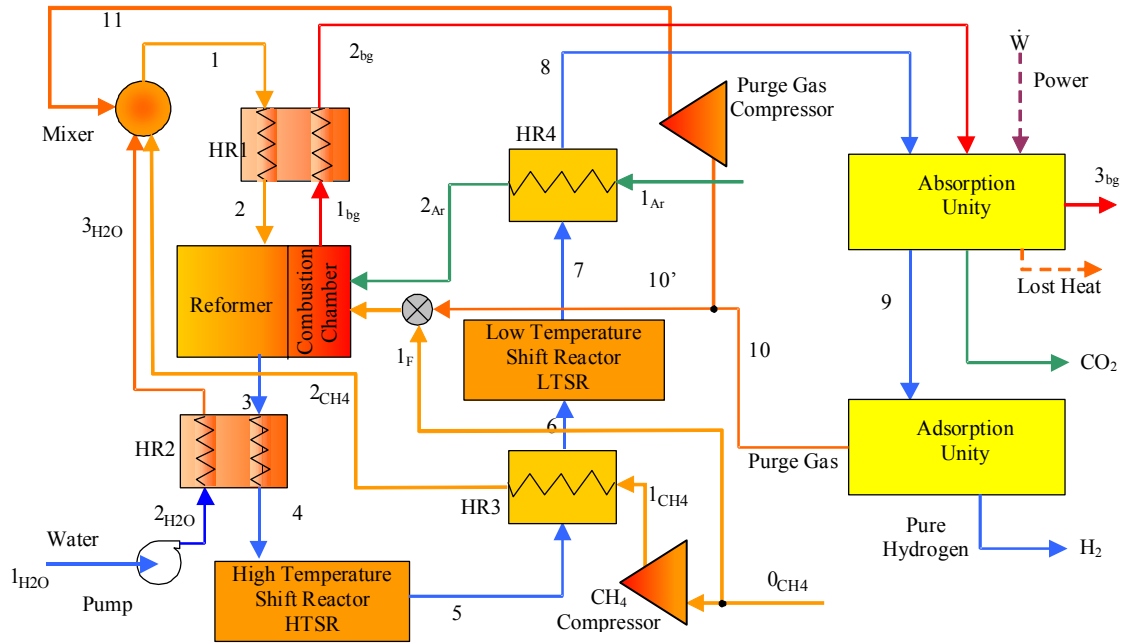 11
1
2bg
8
Ẇ
Power
Purge Gas
Compressor
Mixer
HR1
HR4
2
1bg
2Ar
1Ar
Absorption
Unity
3bg
3H2O
Reformer
Combustion
Chamber
7
10’
Lost Heat
9
1F
Low Temperature
Shift Reactor
LTSR
10
CO2
3
2CH4
6
HR2
Purge Gas
Adsorption
Unity
HR3
1CH4
4
2H2O
Water
1H2O
Pump
High Temperature
Shift Reactor
HTSR
5
CH4
Compressor
0CH4
Pure
Hydrogen
H2